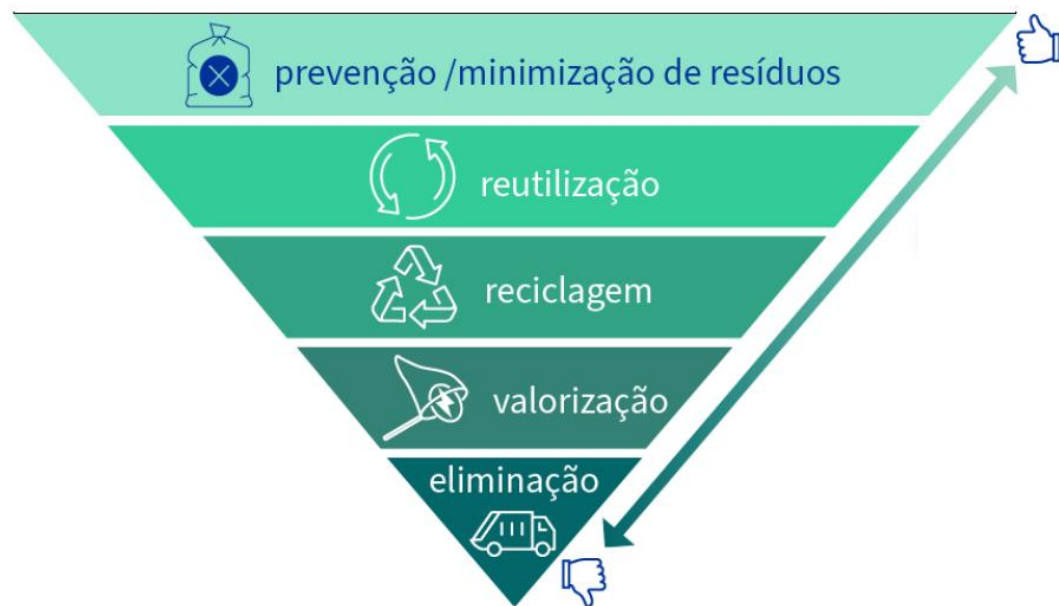 prevenção /minimização de resíduos
reutilização
reciclagem
valorização
eliminação